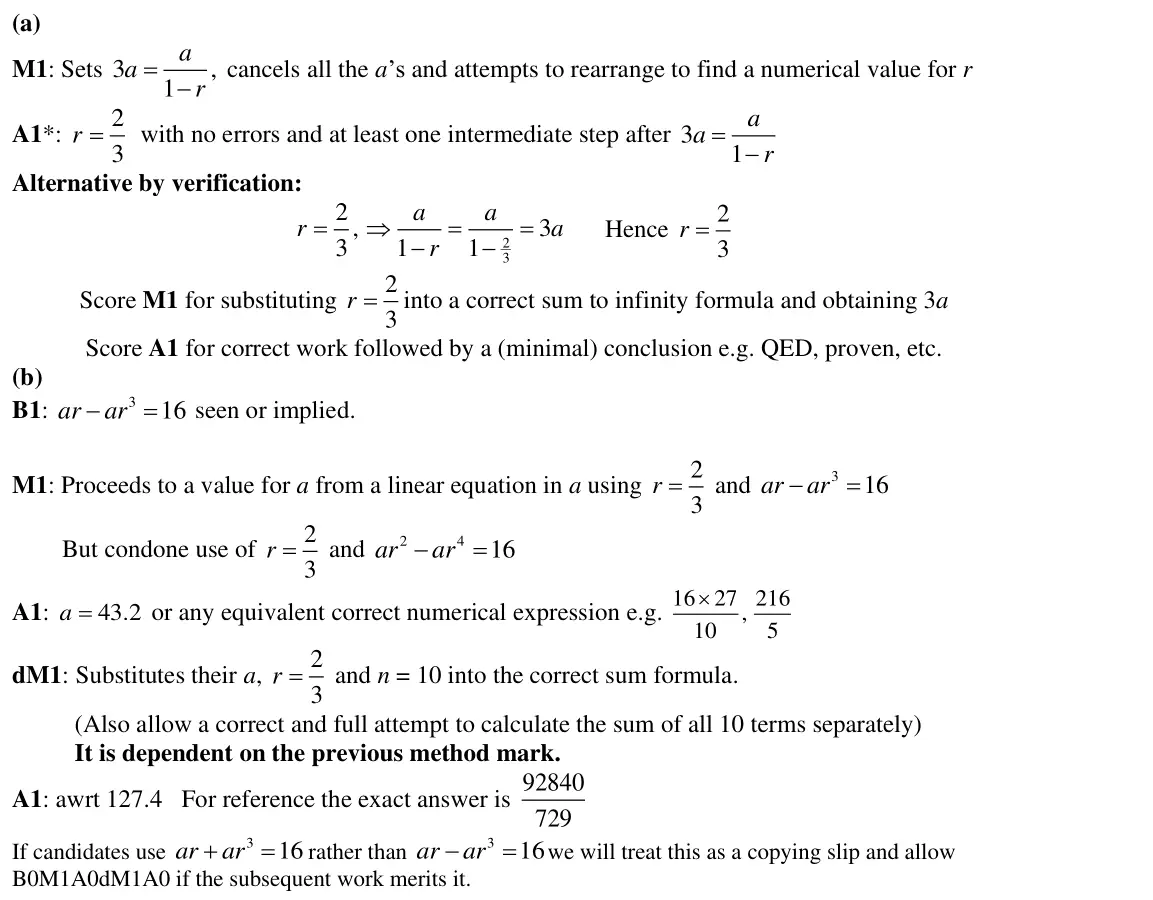 (a)
M1: Sets 3a = a/(1−r), cancels all the a’s and attempts to rearrange to find a numerical value for r
A1*: r = 2/3 with no errors and at least one intermediate step after 3a = a/(1−r)
Alternative by verification:
r = 2/3, ⇒ a/(1−r) = a/(1−2/3) = 3a Hence r = 2/3
Score M1 for substituting r = 2/3 into a correct sum to infinity formula and obtaining 3a
Score A1 for correct work followed by a (minimal) conclusion e.g. QED, proven, etc.
(b)
B1: ar − ar³ = 16 seen or implied.
M1: Proceeds to a value for a from a linear equation in a using r = 2/3 and ar − ar³ = 16
But condone use of r = 2/3 and ar² − ar⁴ = 16
A1: a = 43.2 or any equivalent correct numerical expression e.g. (16×27)/10, 216/5
dM1: Substitutes their a, r = 2/3 and n = 10 into the correct sum formula.
(Also allow a correct and full attempt to calculate the sum of all 10 terms separately)
It is dependent on the previous method mark.
A1: awrt 127.4 For reference the exact answer is 92840/729
If candidates use ar + ar³ = 16 rather than ar − ar³ = 16 we will treat this as a copying slip and allow
B0M1A0dM1A0 if the subsequent work merits it.